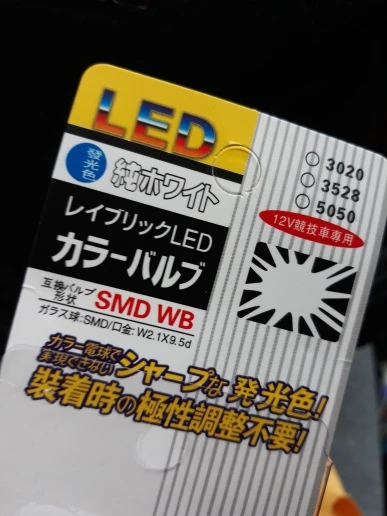 LED
發光色
純ホワイト
レイブリックLED
カラーバルブ
互換バルブ形状 SMD WB
ガラス球:SMD/口金:W2.1X9.5d
カラー電球で
実現できない
シャープな発光色!
装着時の極性調整不要!
3020
3528
5050
12V競技車専用